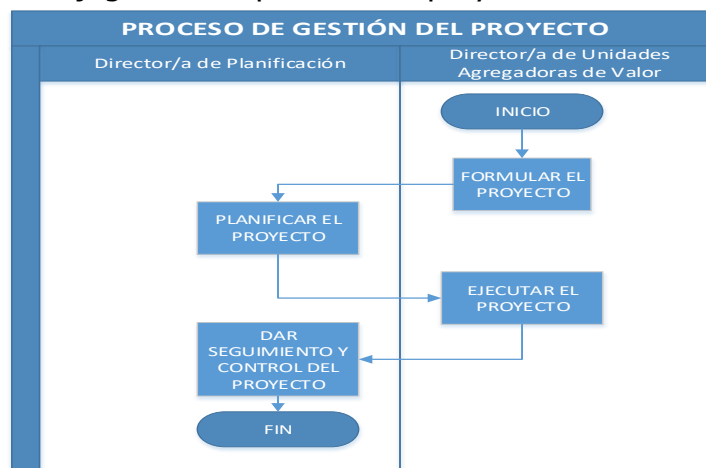 PROCESO DE GESTIÓN DEL PROYECTO
Director/a de Planificación
Director/a de Unidades
Agregadoras de Valor
INICIO
FORMULAR EL
PROYECTO
PLANIFICAR EL
PROYECTO
EJECUTAR EL
PROYECTO
DAR
SEGUIMIENTO Y
CONTROL DEL
PROYECTO
FIN